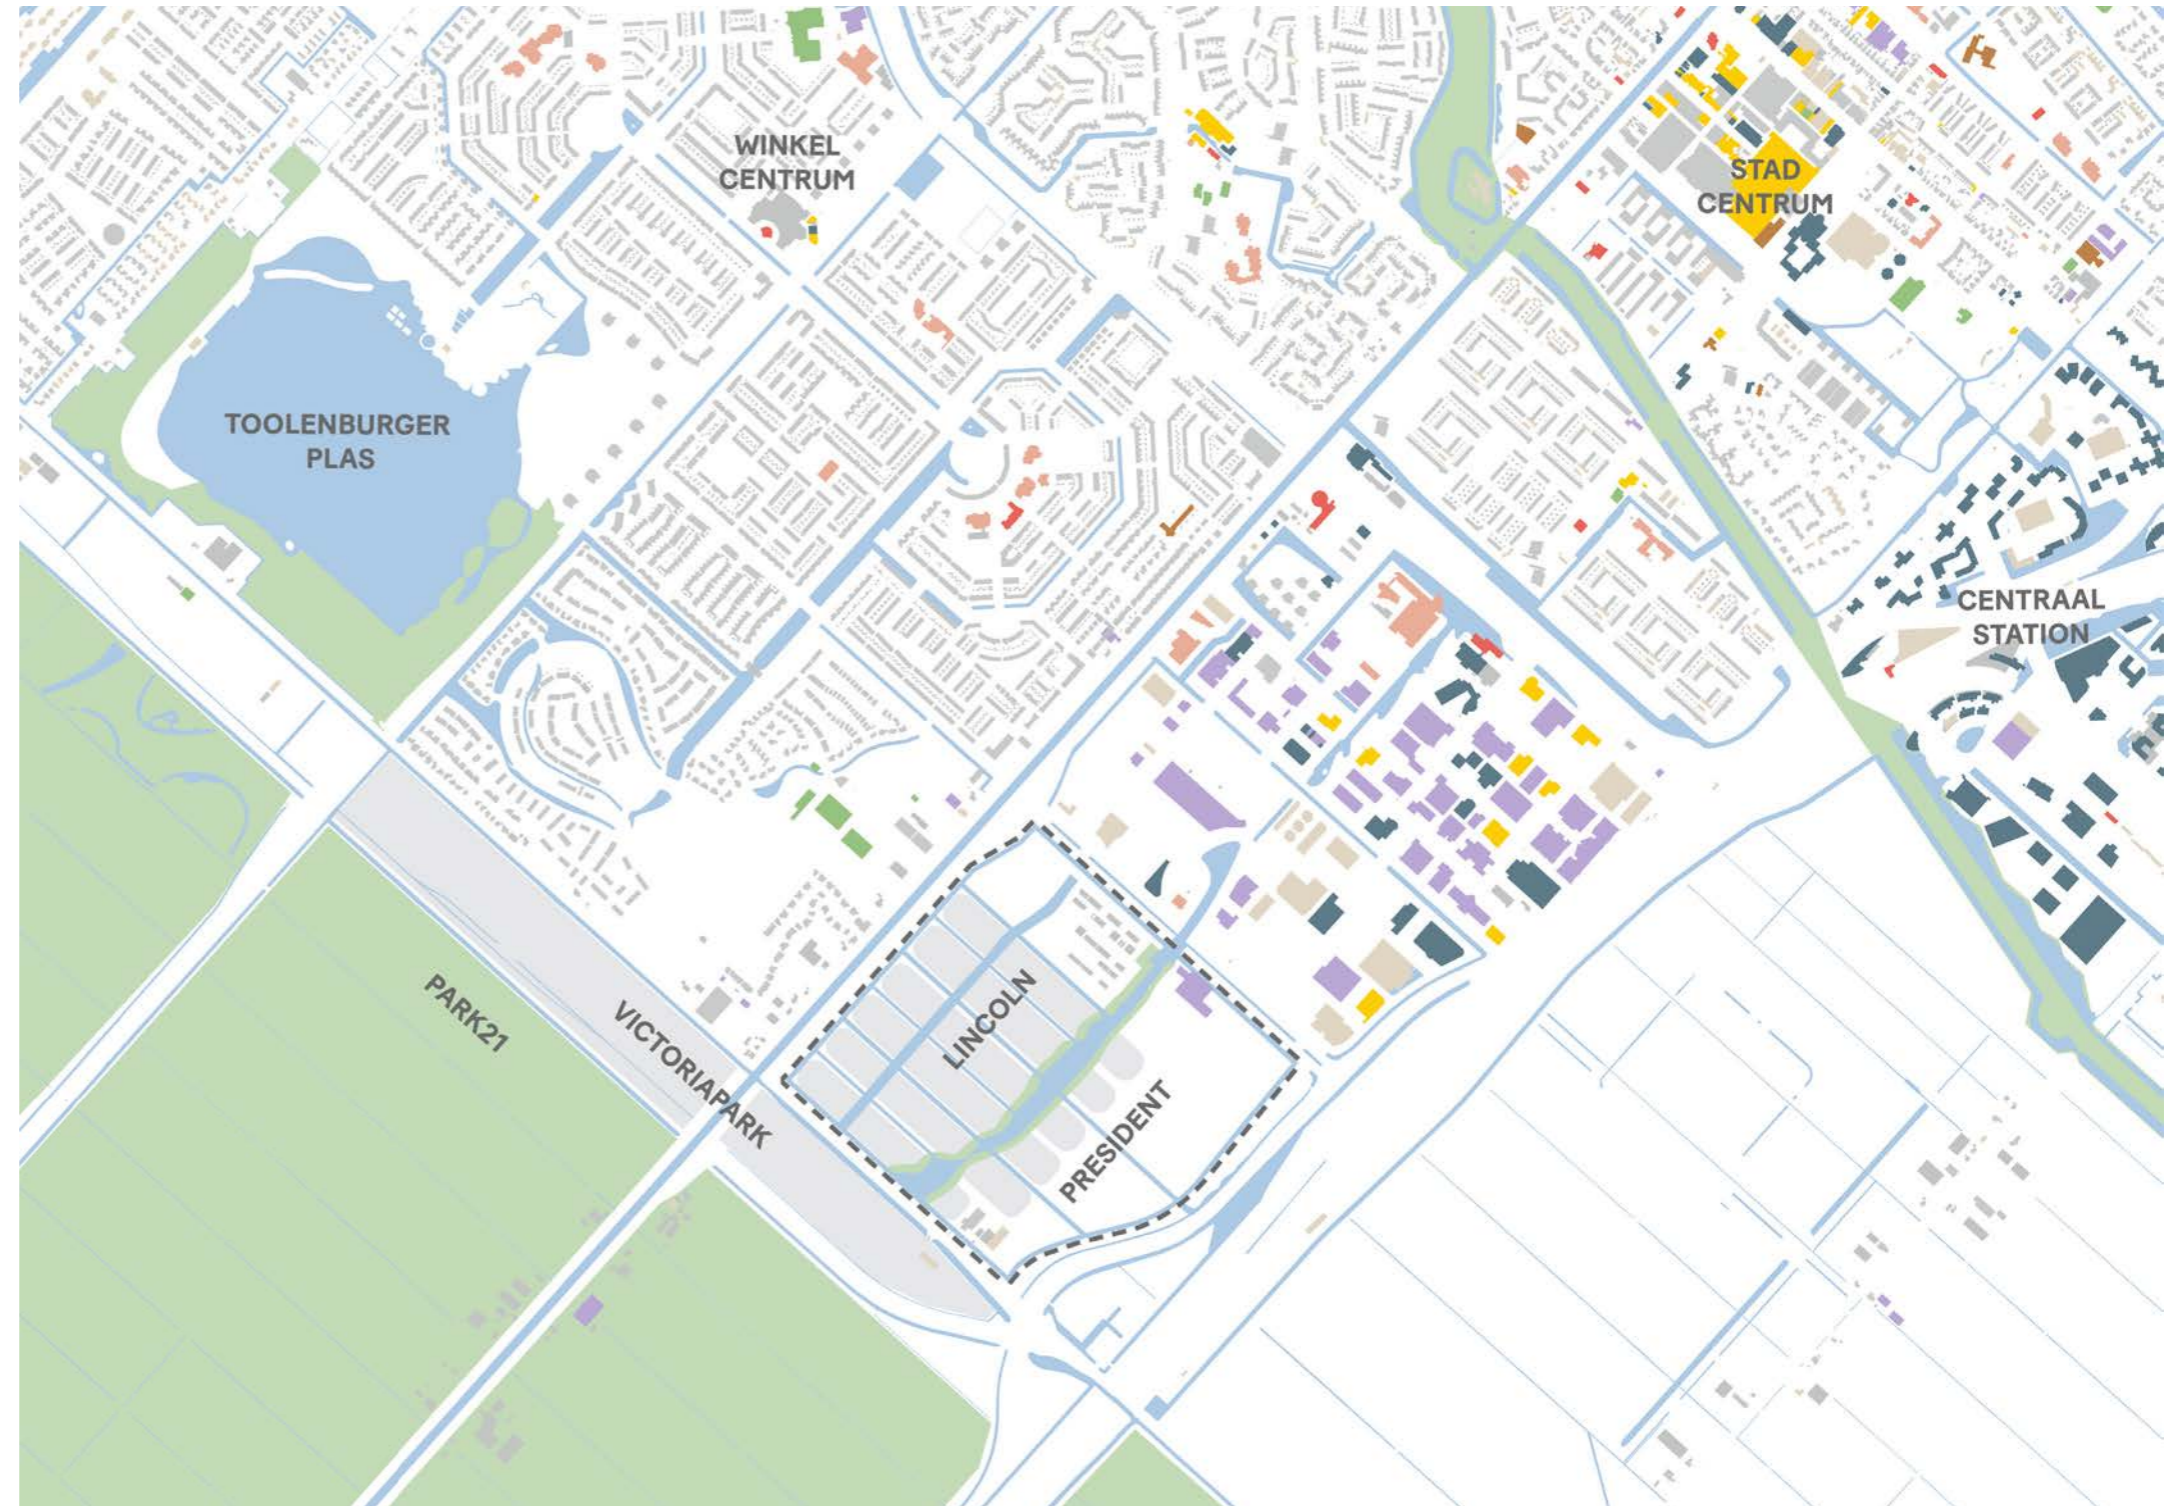 WINKEL
CENTRUM
STAD
CENTRUM
TOOLENBURGER
PLAS
CENTRAAL
STATION
PARK21
VICTORIAPARK
LINCOLN
PRESIDENT